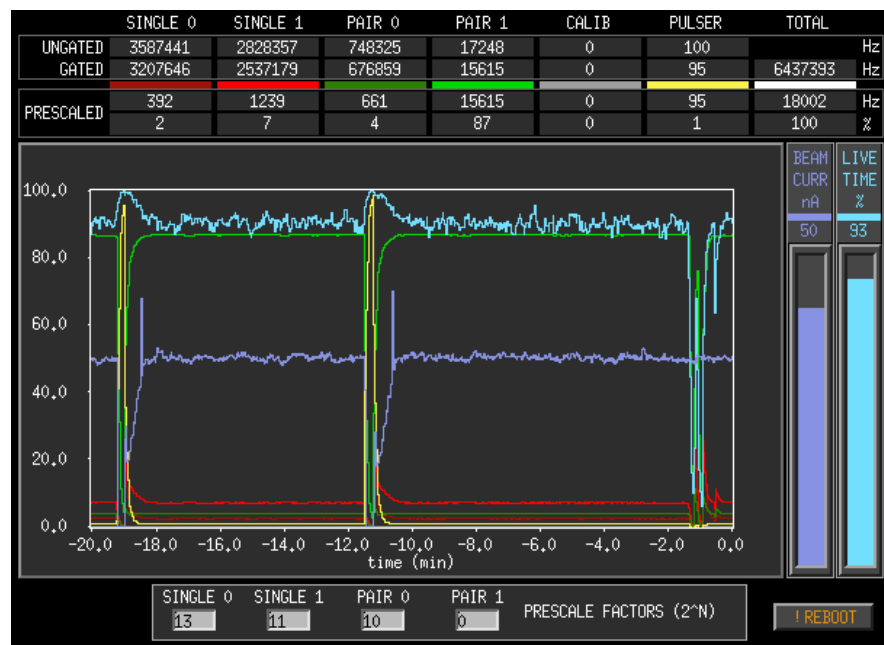 SINGLE 0 SINGLE 1 PAIR 0 PAIR 1 CALIB PULSER TOTAL
UNGATED 3587441 2828357 748325 17248 0 100 Hz
GATED 3207646 2537179 676859 15615 0 95 6437393 Hz
PRESCALED 392 1239 661 15615 0 95 18002 Hz
2 7 4 87 0 1 100 %
BEAM CURR nA 50
LIVE TIME % 93
100.0
80.0
60.0
40.0
20.0
0.0
-20.0 -18.0 -16.0 -14.0 -12.0 -10.0 -8.0 -6.0 -4.0 -2.0 0.0
time (min)
SINGLE 0 SINGLE 1 PAIR 0 PAIR 1
13 11 10 0 PRESCALE FACTORS (2^N)
! REBOOT